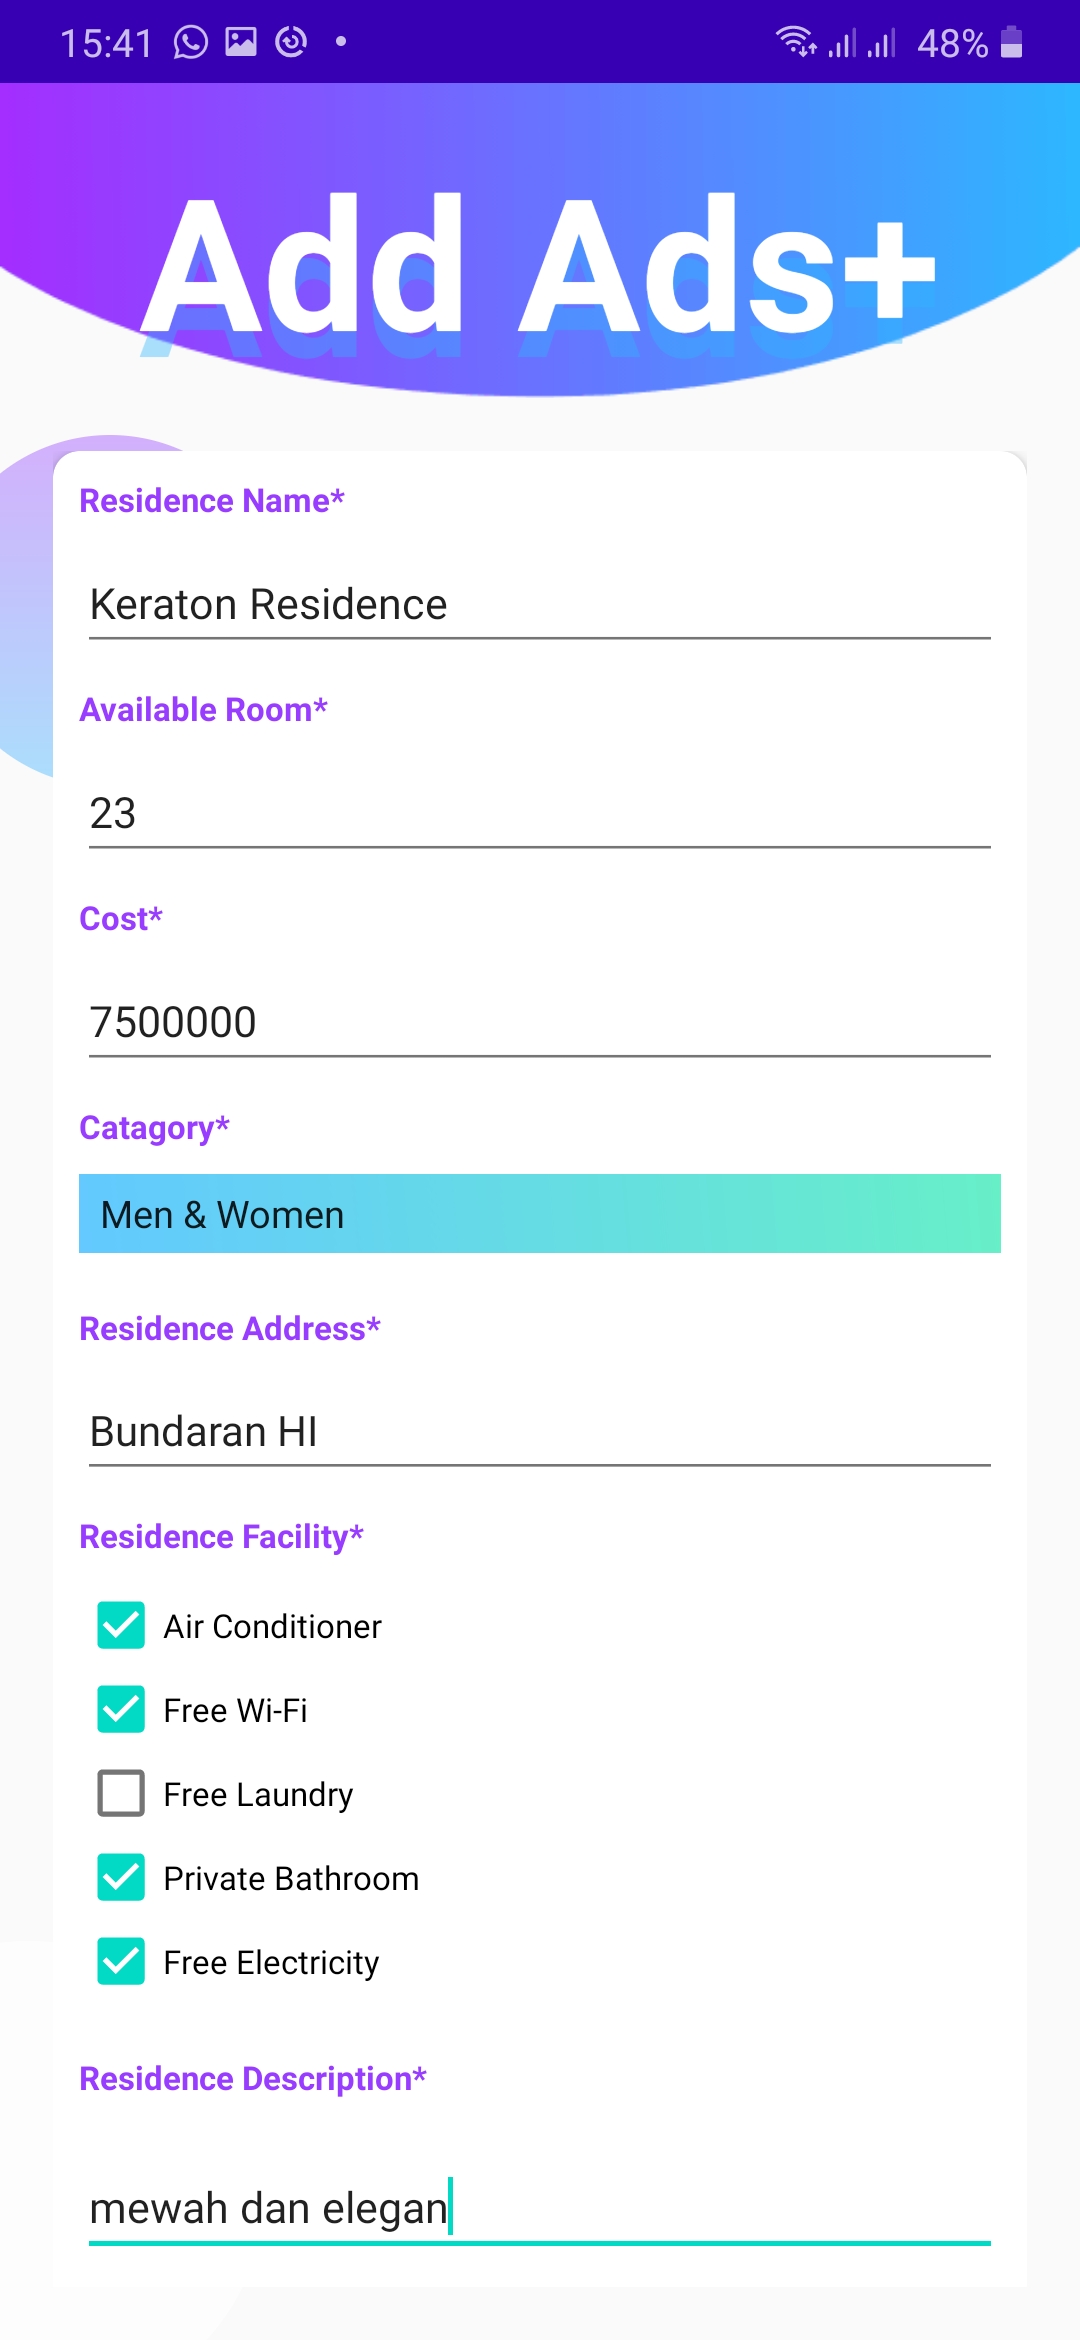 15:41
48%
Add Ads+
Residence Name*
Keraton Residence
Available Room*
23
Cost*
7500000
Catagory*
Men & Women
Residence Address*
Bundaran HI
Residence Facility*
Air Conditioner
Free Wi-Fi
Free Laundry
Private Bathroom
Free Electricity
Residence Description*
mewah dan elegan